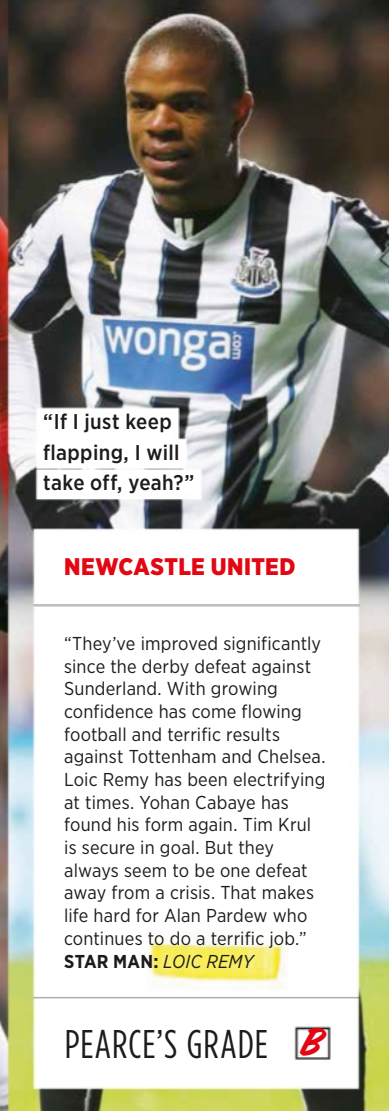 wonga.com
“If I just keep
flapping, I will
take off, yeah?”
NEWCASTLE UNITED
“They’ve improved significantly
since the derby defeat against
Sunderland. With growing
confidence has come flowing
football and terrific results
against Tottenham and Chelsea.
Loic Remy has been electrifying
at times. Yohan Cabaye has
found his form again. Tim Krul
is secure in goal. But they
always seem to be one defeat
away from a crisis. That makes
life hard for Alan Pardew who
continues to do a terrific job.”
STAR MAN: LOIC REMY
PEARCE’S GRADE B